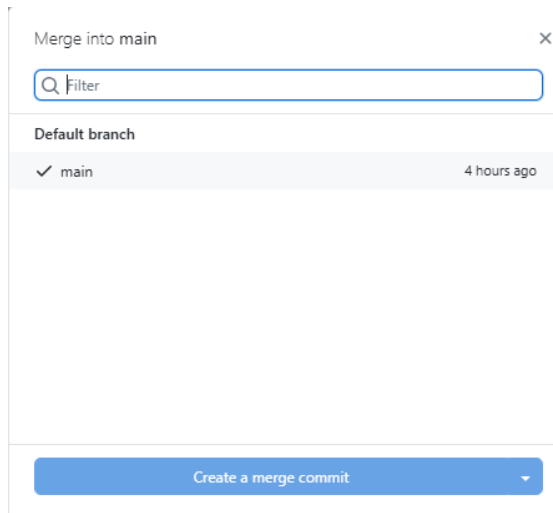 Merge into main
Filter
Default branch
main 4 hours ago
Create a merge commit